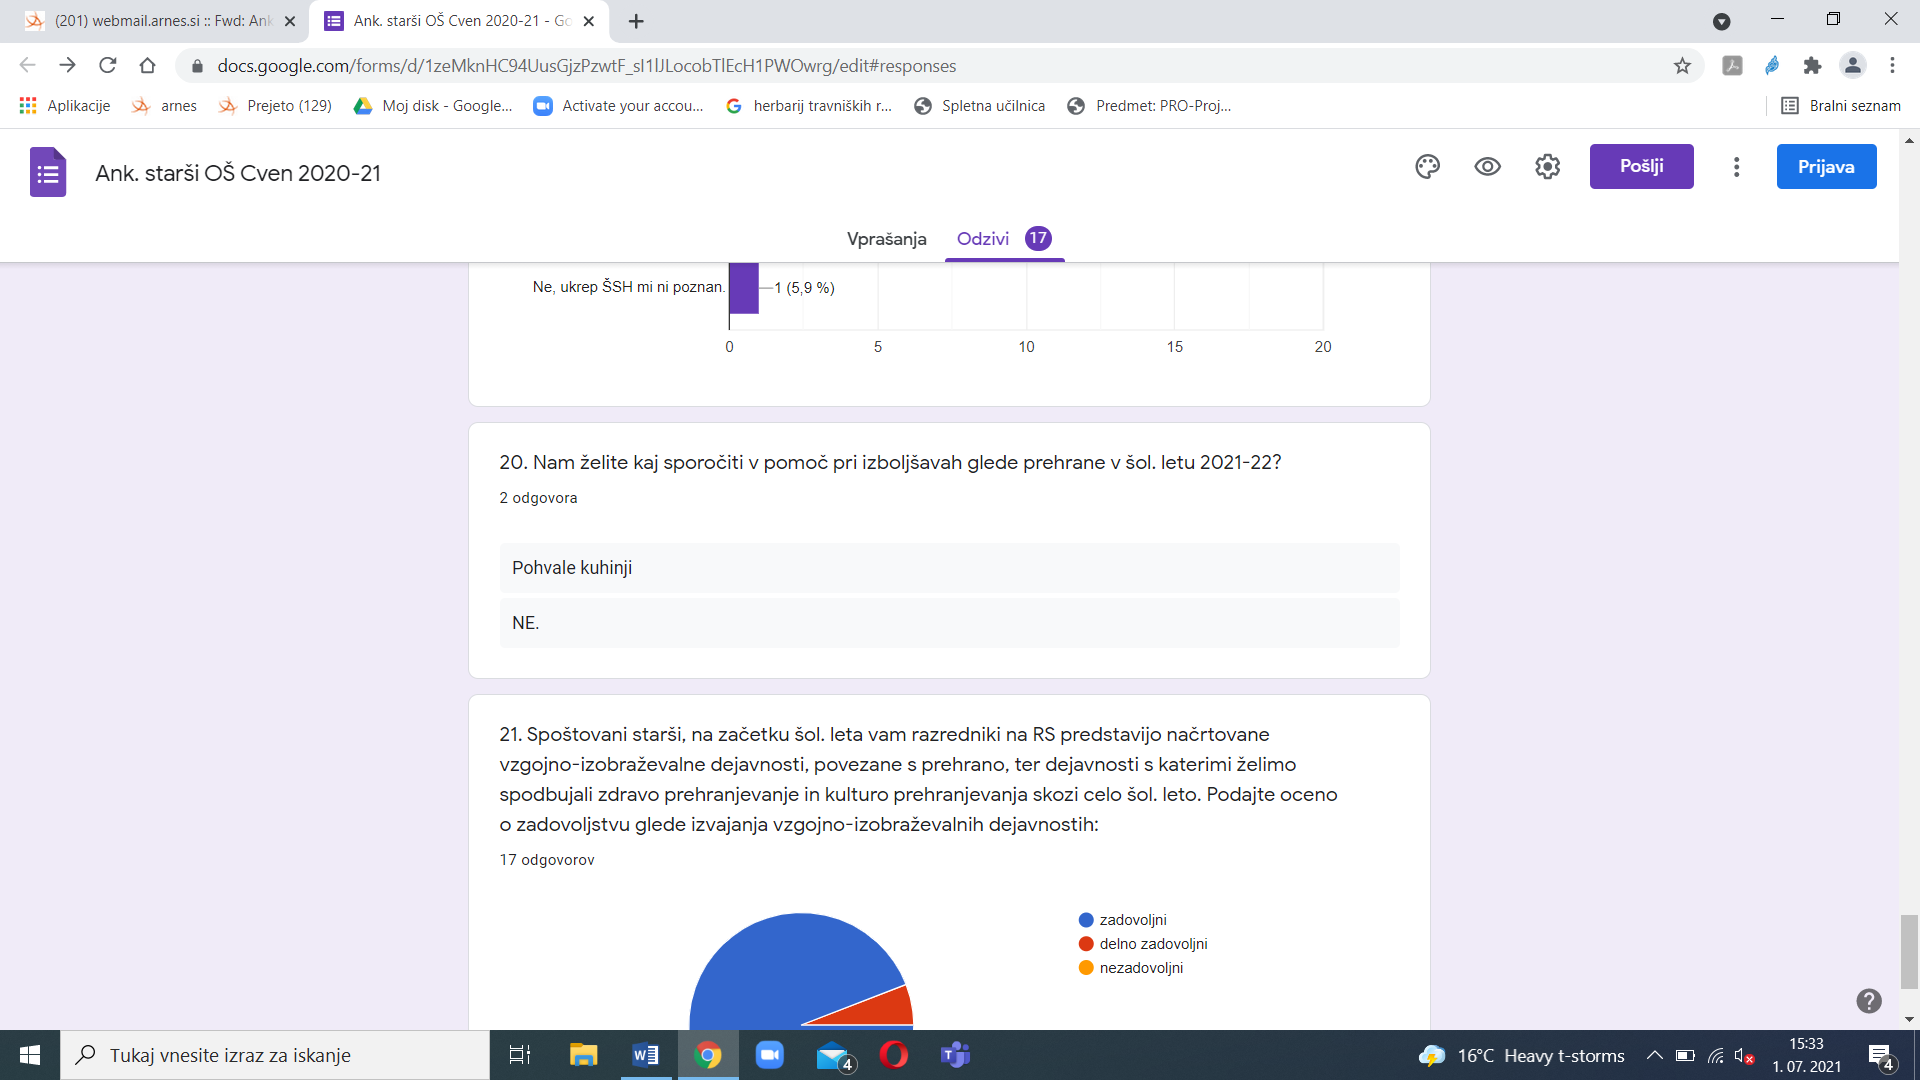 (201) webmail.arnes.si :: Fwd: Ank
Ank. starši OŠ Cven 2020-21 - Go
docs.google.com/forms/d/1zeMknHC94UusGjzPzwtF_sI1lJLocobTlEcH1PWOwrg/edit#responses
Aplikacije
arnes
Prejeto (129)
Moj disk - Google...
Activate your accou...
herbarij travniških r...
Spletna učilnica
Predmet: PRO-Proj...
Bralni seznam
Ank. starši OŠ Cven 2020-21
Pošlji
Prijava
Vprašanja
Odzivi 17
Ne, ukrep ŠSH mi ni poznan.
1 (5,9 %)
0 5 10 15 20
20. Nam želite kaj sporočiti v pomoč pri izboljšavah glede prehrane v šol. letu 2021-22?
2 odgovora
Pohvale kuhinji
NE.
21. Spoštovani starši, na začetku šol. leta vam razredniki na RS predstavijo načrtovane
vzgojno-izobraževalne dejavnosti, povezane s prehrano, ter dejavnosti s katerimi želimo
spodbujali zdravo prehranjevanje in kulturo prehranjevanja skozi celo šol. leto. Podajte oceno
o zadovoljstvu glede izvajanja vzgojno-izobraževalnih dejavnostih:
17 odgovorov
zadovoljni
delno zadovoljni
nezadovoljni
Tukaj vnesite izraz za iskanje
4
16°C Heavy t-storms
15:33
1. 07. 2021
4